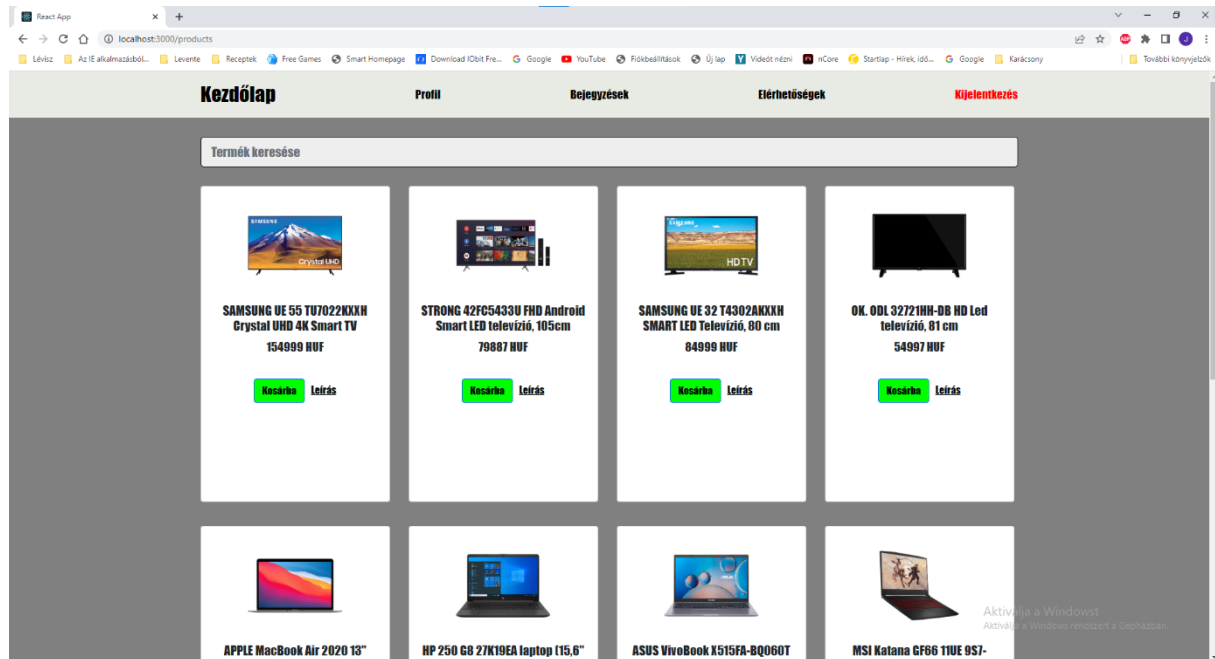 React App
localhost:3000/products
Lévisz Az IE alkalmazásból... Levente Receptek Free Games Smart Homepage Download IObit Fre... Google YouTube Fiókbeállítások Új lap Videót nézni nCore Startlap - Hírek, idő... Google Karácsony További könyvjelzők
Kezdőlap Profil Bejegyzések Elérhetőségek Kijelentkezés
Termék keresése
SAMSUNG
Crystal UHD
HDTV
SAMSUNG UE 55 TU7022KXXH STRONG 42FC5433U FHD Android SAMSUNG UE 32 T4302AKXXH OK. ODL 32721HH-DB HD Led
Crystal UHD 4K Smart TV Smart LED televízió, 105cm SMART LED Televízió, 80 cm televízió, 81 cm
154999 HUF 79887 HUF 84999 HUF 54997 HUF
Kosárba Leírás Kosárba Leírás Kosárba Leírás Kosárba Leírás
Aktiválja a Windowst
Aktiválja a Windows rendszert a Gépházban.
APPLE MacBook Air 2020 13" HP 250 G8 27K19EA laptop (15,6" ASUS VivoBook X515FA-BQ060T MSI Katana GF66 11UE 9S7-